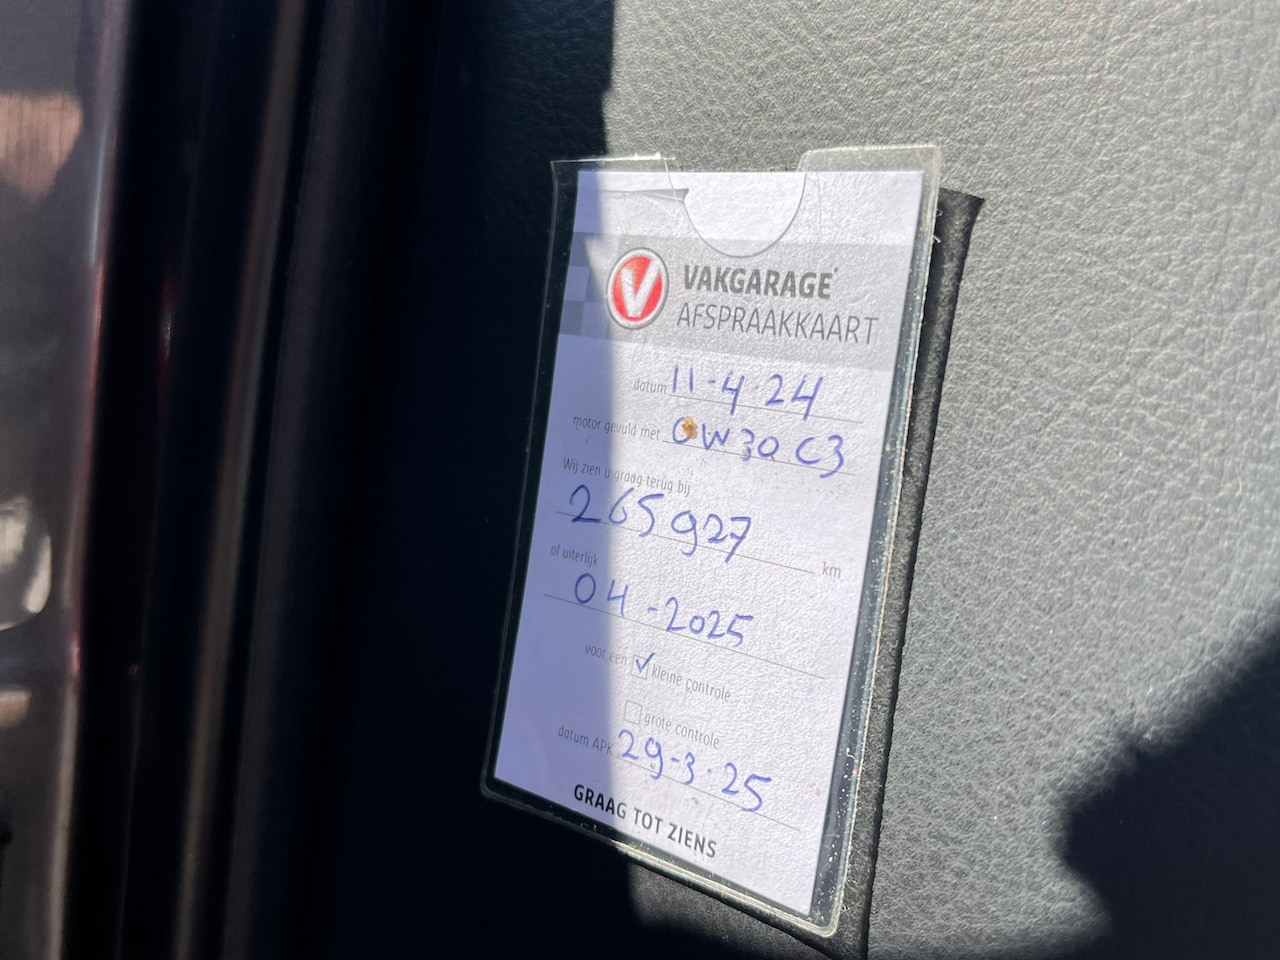 V VAKGARAGE
AFSPRAAKKAART
datum 11-4-24
motor gevuld met 0W30 C3
Wij zien u graag terug bij
265927 km
of uiterlijk
04-2025
voor een ✓ kleine controle
grote controle
datum APK 29-3-25
GRAAG TOT ZIENS